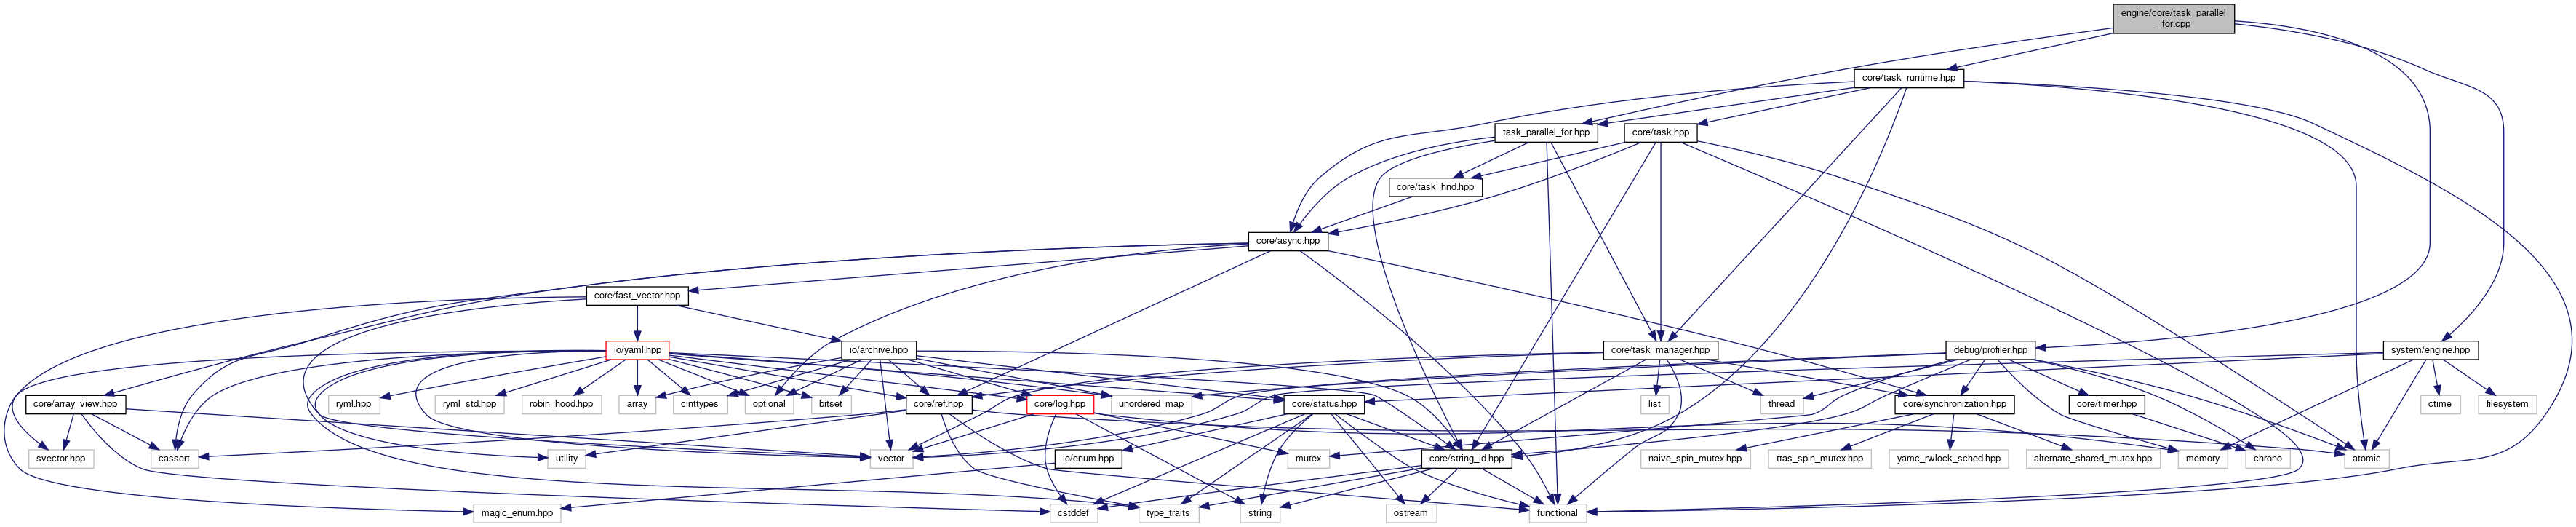 engine/core/task_parallel
_for.cpp
core/task_runtime.hpp
task_parallel_for.hpp
core/task.hpp
core/task_hnd.hpp
core/async.hpp
core/fast_vector.hpp
io/yaml.hpp
io/archive.hpp
core/task_manager.hpp
debug/profiler.hpp
system/engine.hpp
core/array_view.hpp
ryml.hpp
ryml_std.hpp
robin_hood.hpp
array
cinttypes
optional
bitset
core/ref.hpp
core/log.hpp
unordered_map
core/status.hpp
list
thread
core/synchronization.hpp
core/timer.hpp
ctime
filesystem
svector.hpp
cassert
utility
vector
io/enum.hpp
mutex
core/string_id.hpp
naive_spin_mutex.hpp
ttas_spin_mutex.hpp
yamc_rwlock_sched.hpp
alternate_shared_mutex.hpp
memory
chrono
atomic
magic_enum.hpp
cstddef
type_traits
string
ostream
functional